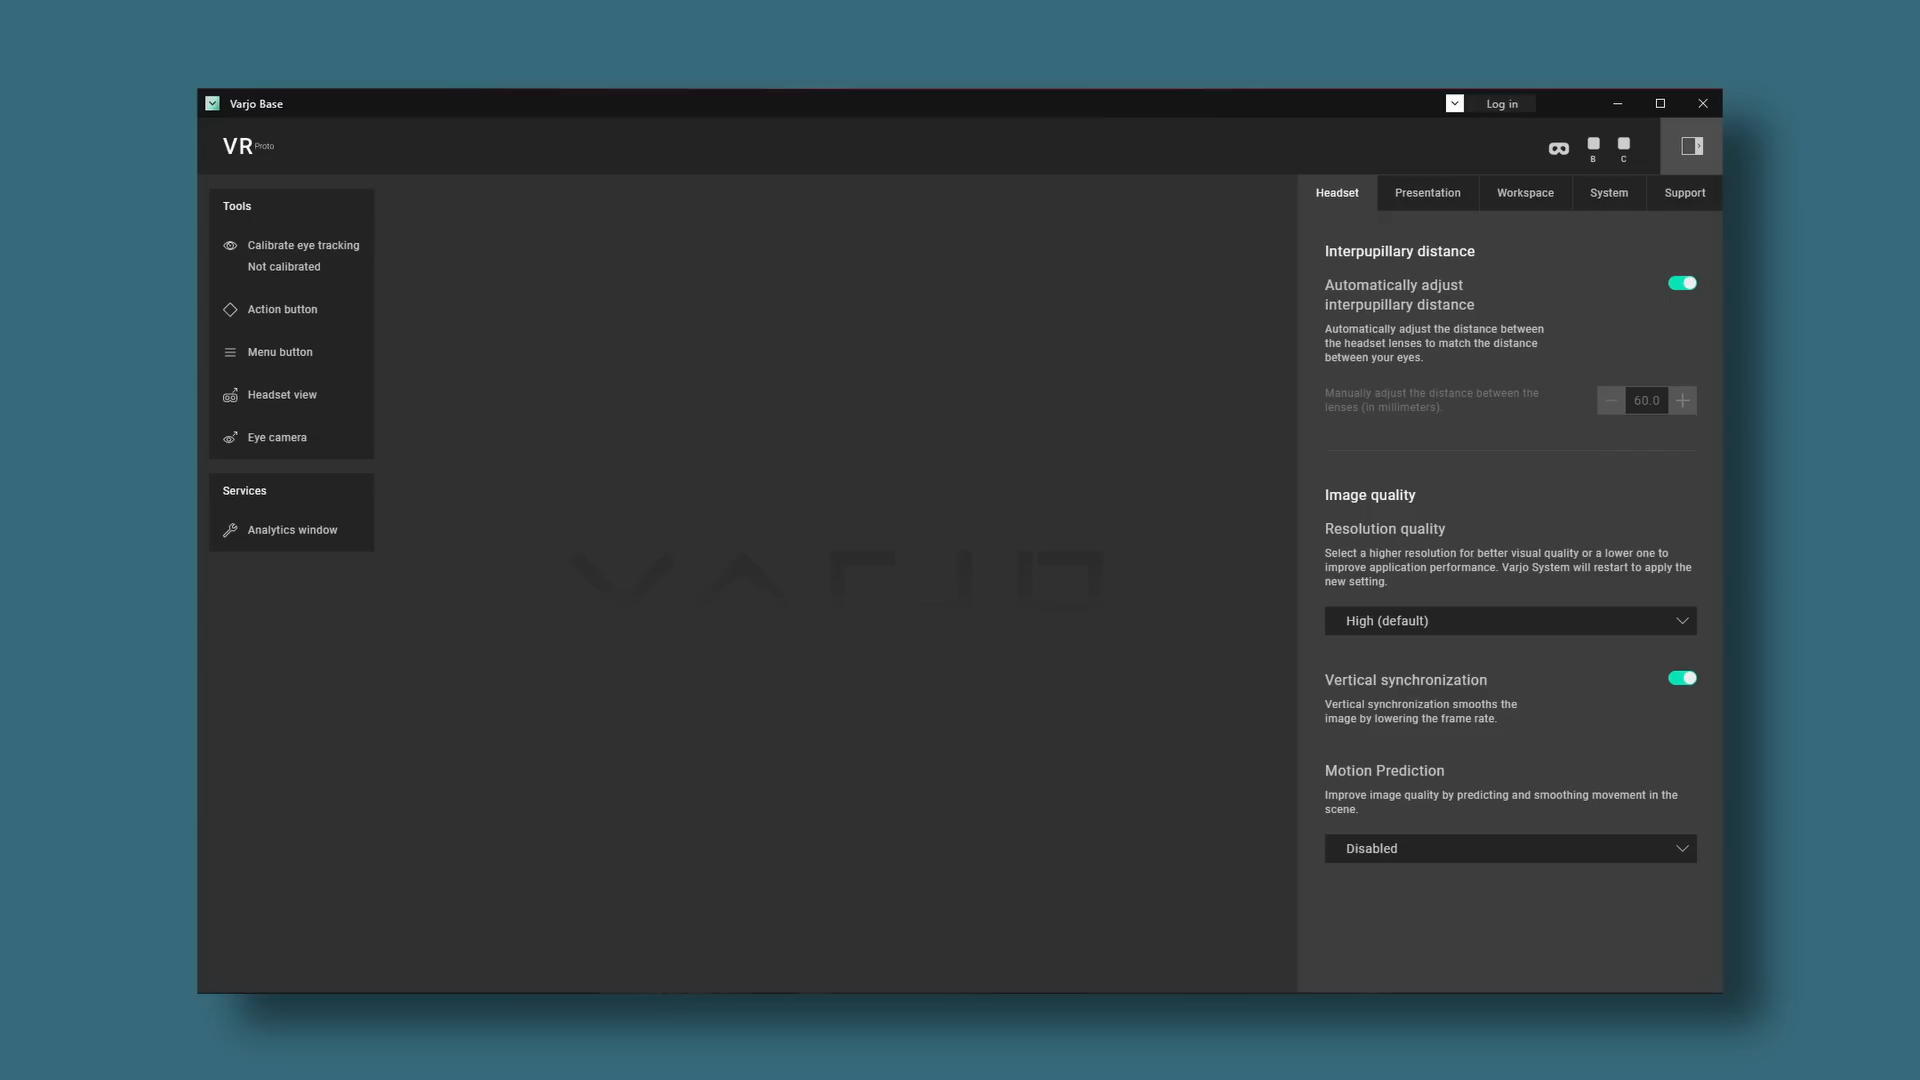 Varjo Base
Log in
VR Proto
B
C
Headset
Presentation
Workspace
System
Support
Tools
Calibrate eye tracking
Not calibrated
Action button
Menu button
Headset view
Eye camera
Services
Analytics window
VARJO
Interpupillary distance
Automatically adjust
interpupillary distance
Automatically adjust the distance between
the headset lenses to match the distance
between your eyes.
Manually adjust the distance between the
lenses (in millimeters).
60.0
Image quality
Resolution quality
Select a higher resolution for better visual quality or a lower one to
improve application performance. Varjo System will restart to apply the
new setting.
High (default)
Vertical synchronization
Vertical synchronization smooths the
image by lowering the frame rate.
Motion Prediction
Improve image quality by predicting and smoothing movement in the
scene.
Disabled